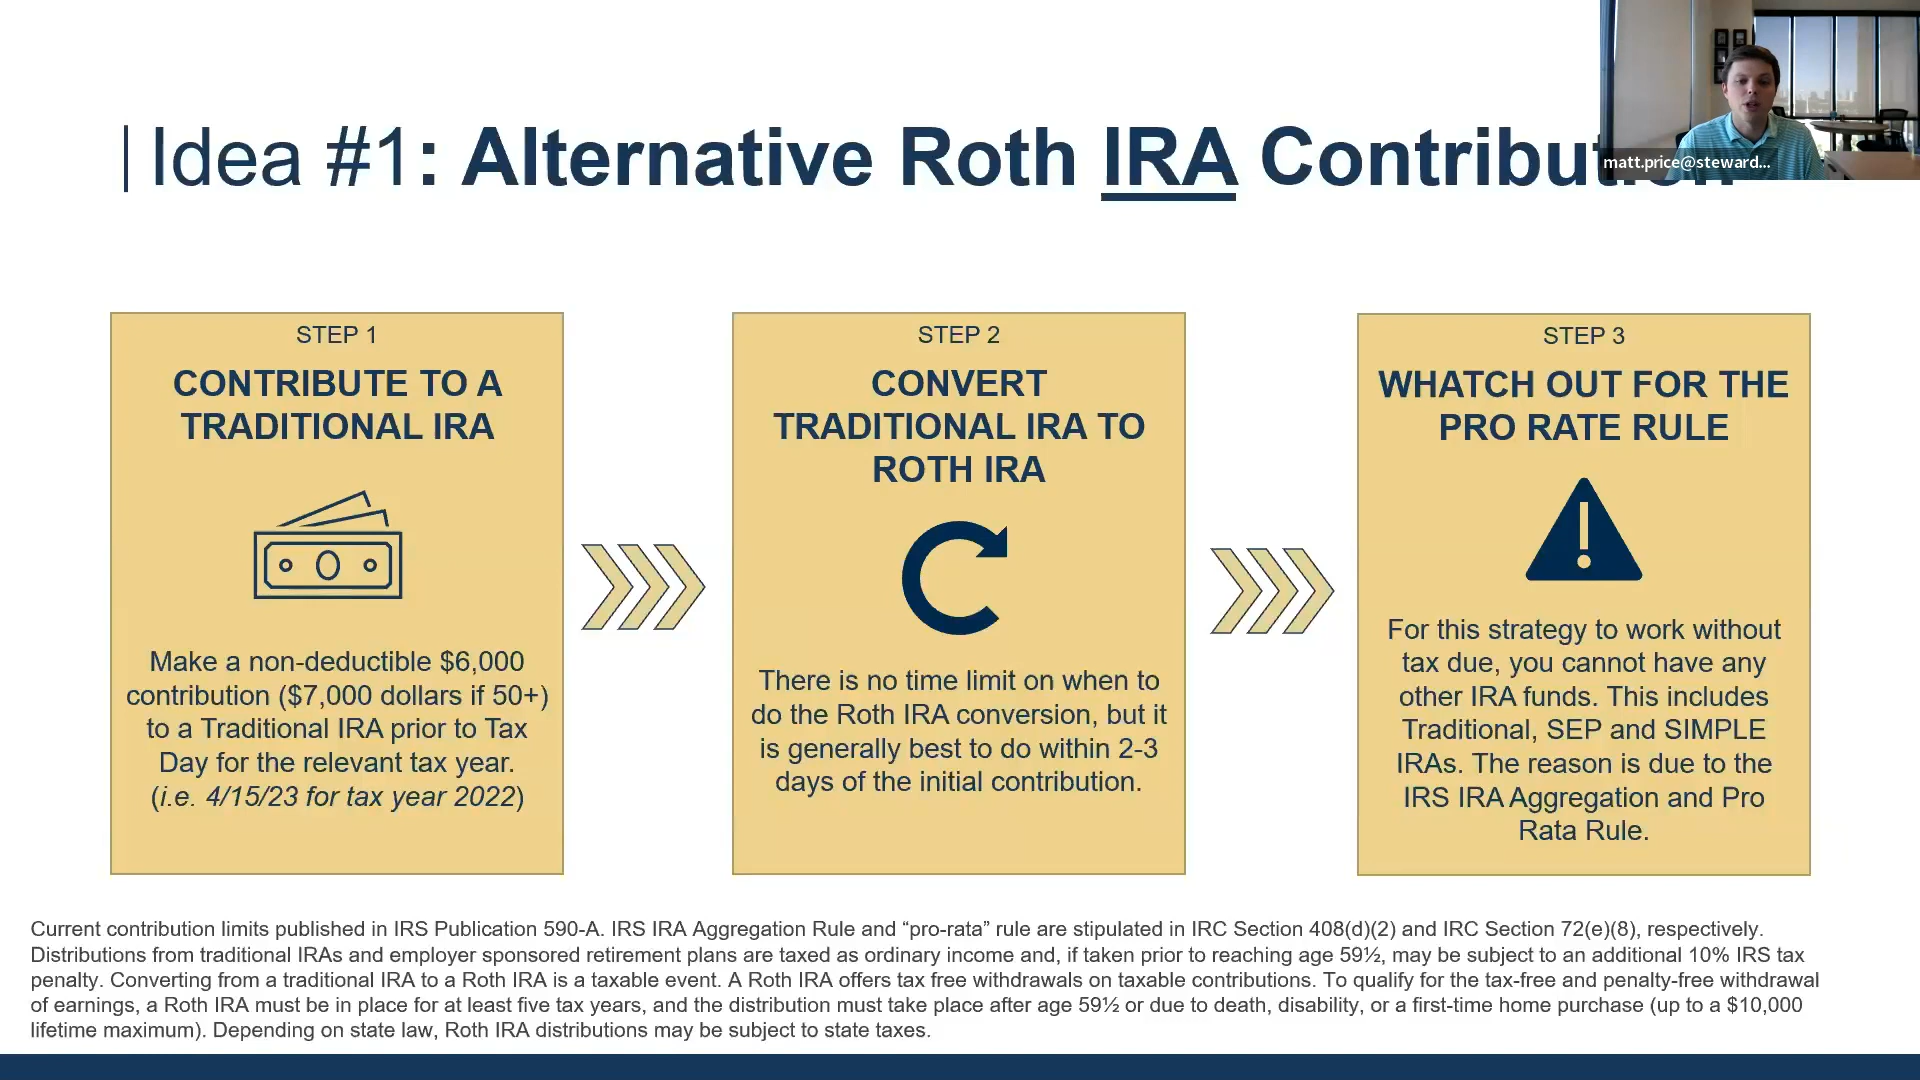 Idea #1: Alternative Roth IRA Contribution
matt.price@steward...
STEP 1
CONTRIBUTE TO A
TRADITIONAL IRA
Make a non-deductible $6,000
contribution ($7,000 dollars if 50+)
to a Traditional IRA prior to Tax
Day for the relevant tax year.
(i.e. 4/15/23 for tax year 2022)
STEP 2
CONVERT
TRADITIONAL IRA TO
ROTH IRA
There is no time limit on when to
do the Roth IRA conversion, but it
is generally best to do within 2-3
days of the initial contribution.
STEP 3
WHATCH OUT FOR THE
PRO RATE RULE
For this strategy to work without
tax due, you cannot have any
other IRA funds. This includes
Traditional, SEP and SIMPLE
IRAs. The reason is due to the
IRS IRA Aggregation and Pro
Rata Rule.
Current contribution limits published in IRS Publication 590-A. IRS IRA Aggregation Rule and “pro-rata” rule are stipulated in IRC Section 408(d)(2) and IRC Section 72(e)(8), respectively.
Distributions from traditional IRAs and employer sponsored retirement plans are taxed as ordinary income and, if taken prior to reaching age 59½, may be subject to an additional 10% IRS tax
penalty. Converting from a traditional IRA to a Roth IRA is a taxable event. A Roth IRA offers tax free withdrawals on taxable contributions. To qualify for the tax-free and penalty-free withdrawal
of earnings, a Roth IRA must be in place for at least five tax years, and the distribution must take place after age 59½ or due to death, disability, or a first-time home purchase (up to a $10,000
lifetime maximum). Depending on state law, Roth IRA distributions may be subject to state taxes.